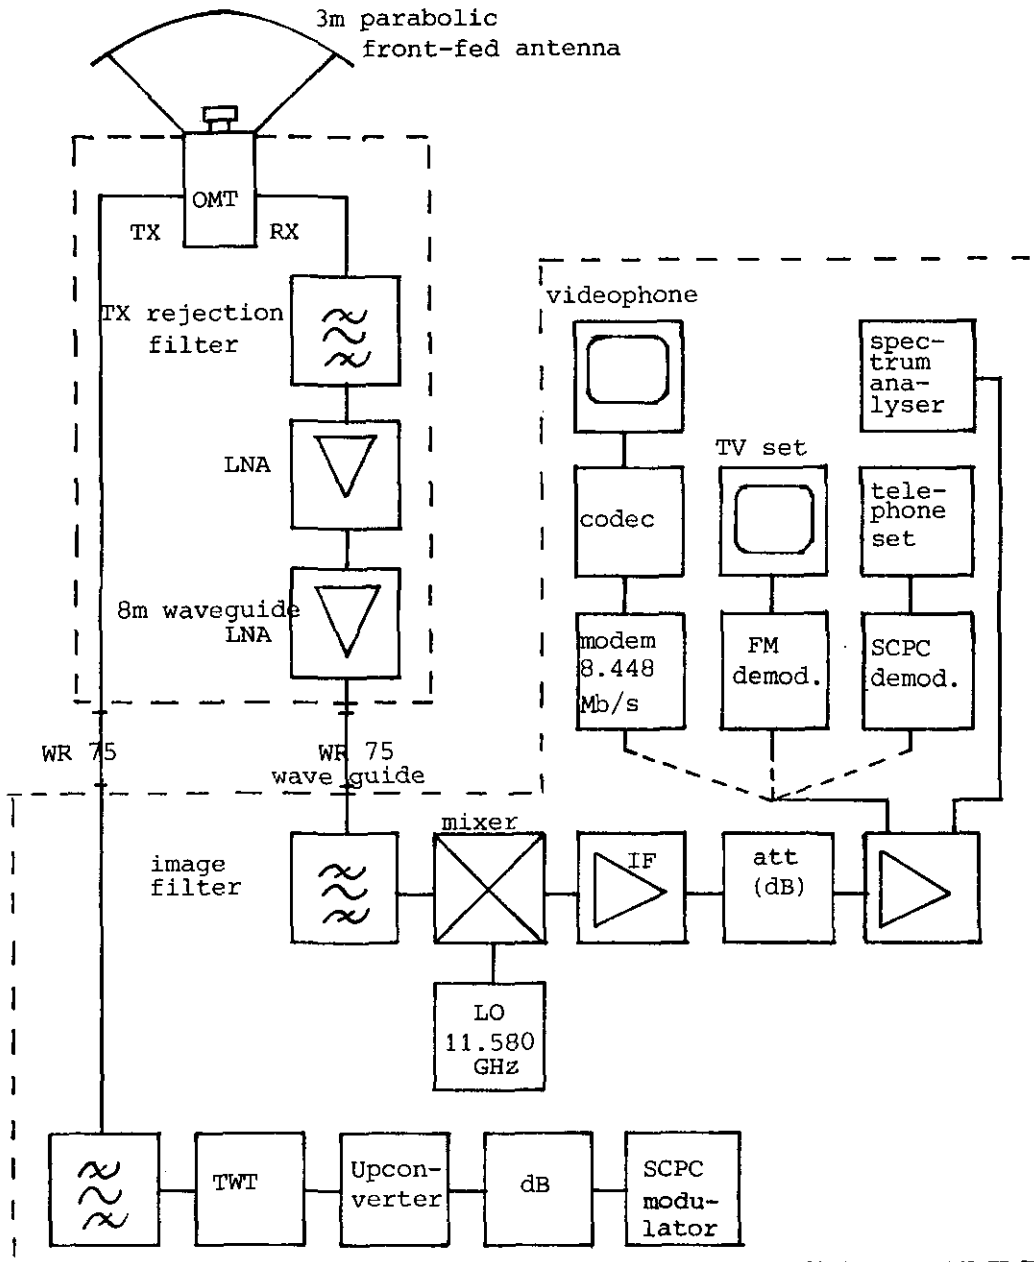 3m parabolic
front-fed antenna
OMT
TX
RX
TX rejection
filter
LNA
8m waveguide
LNA
WR 75
WR 75
wave guide
videophone
codec
modem
8.448
Mb/s
TV set
FM
demod.
spec-
trum
ana-
lyser
tele-
phone
set
SCPC
demod.
image
filter
mixer
IF
att
(dB)
LO
11.580
GHz
TWT
Upcon-
verter
dB
SCPC
modu-
lator